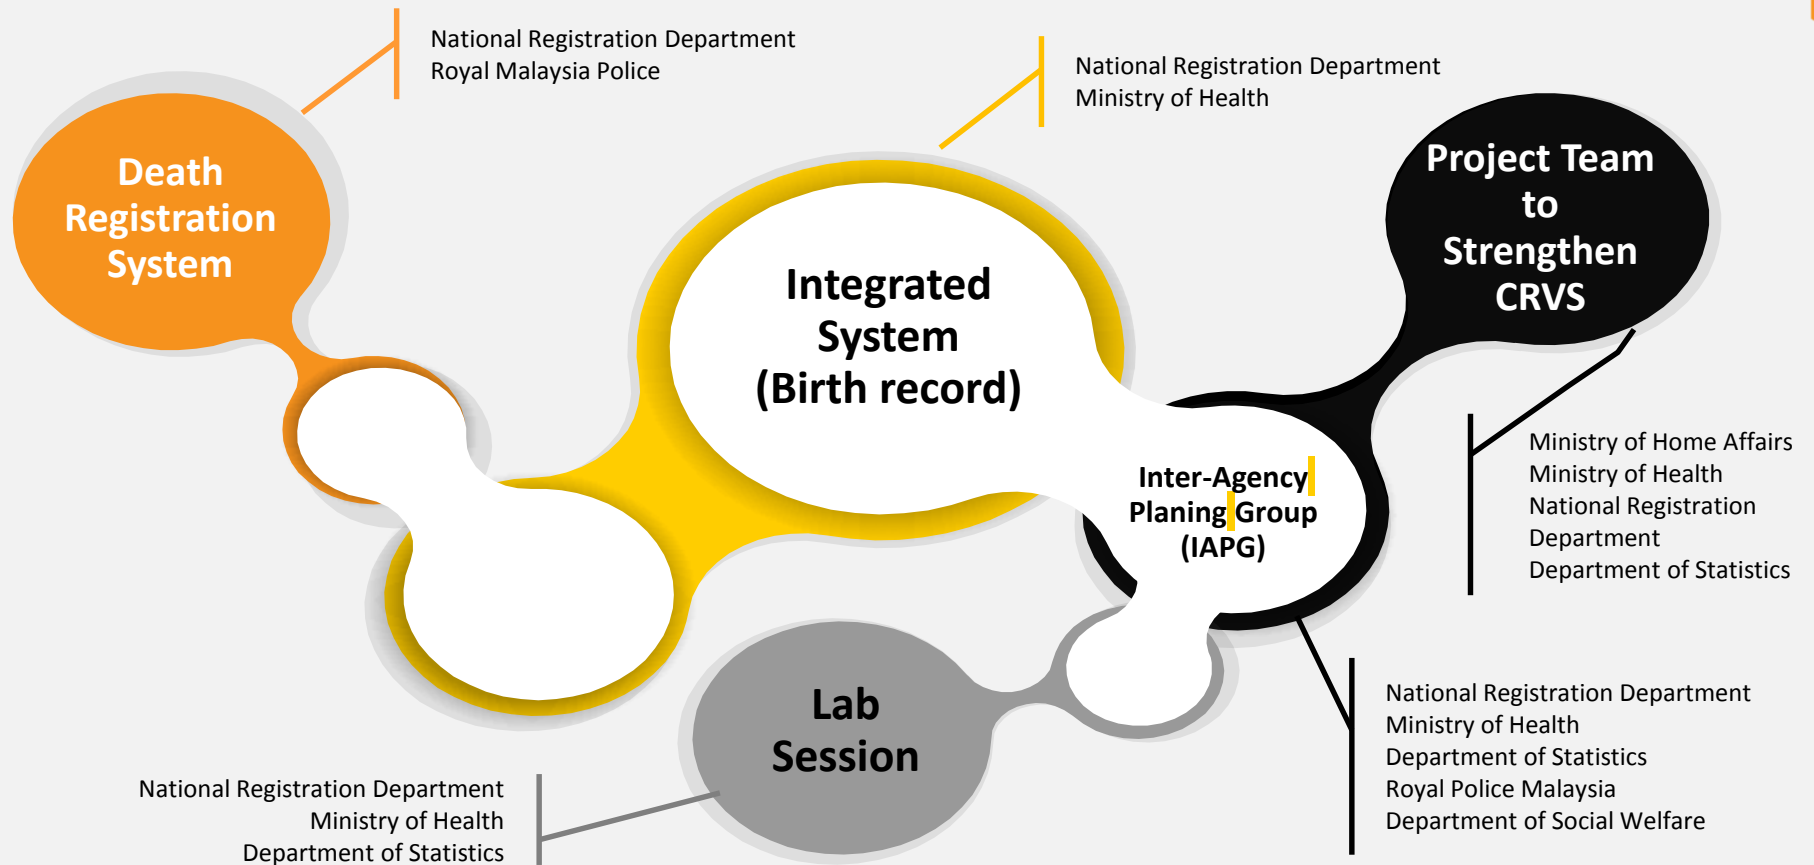 National Registration Department
Royal Malaysia Police
National Registration Department
Ministry of Health
Death
Registration
System
Integrated
System
(Birth record)
Project Team
to
Strengthen
CRVS
Inter-Agency
Planing Group
(IAPG)
Ministry of Home Affairs
Ministry of Health
National Registration
Department
Department of Statistics
Lab
Session
National Registration Department
Ministry of Health
Department of Statistics
Royal Police Malaysia
Department of Social Welfare
National Registration Department
Ministry of Health
Department of Statistics